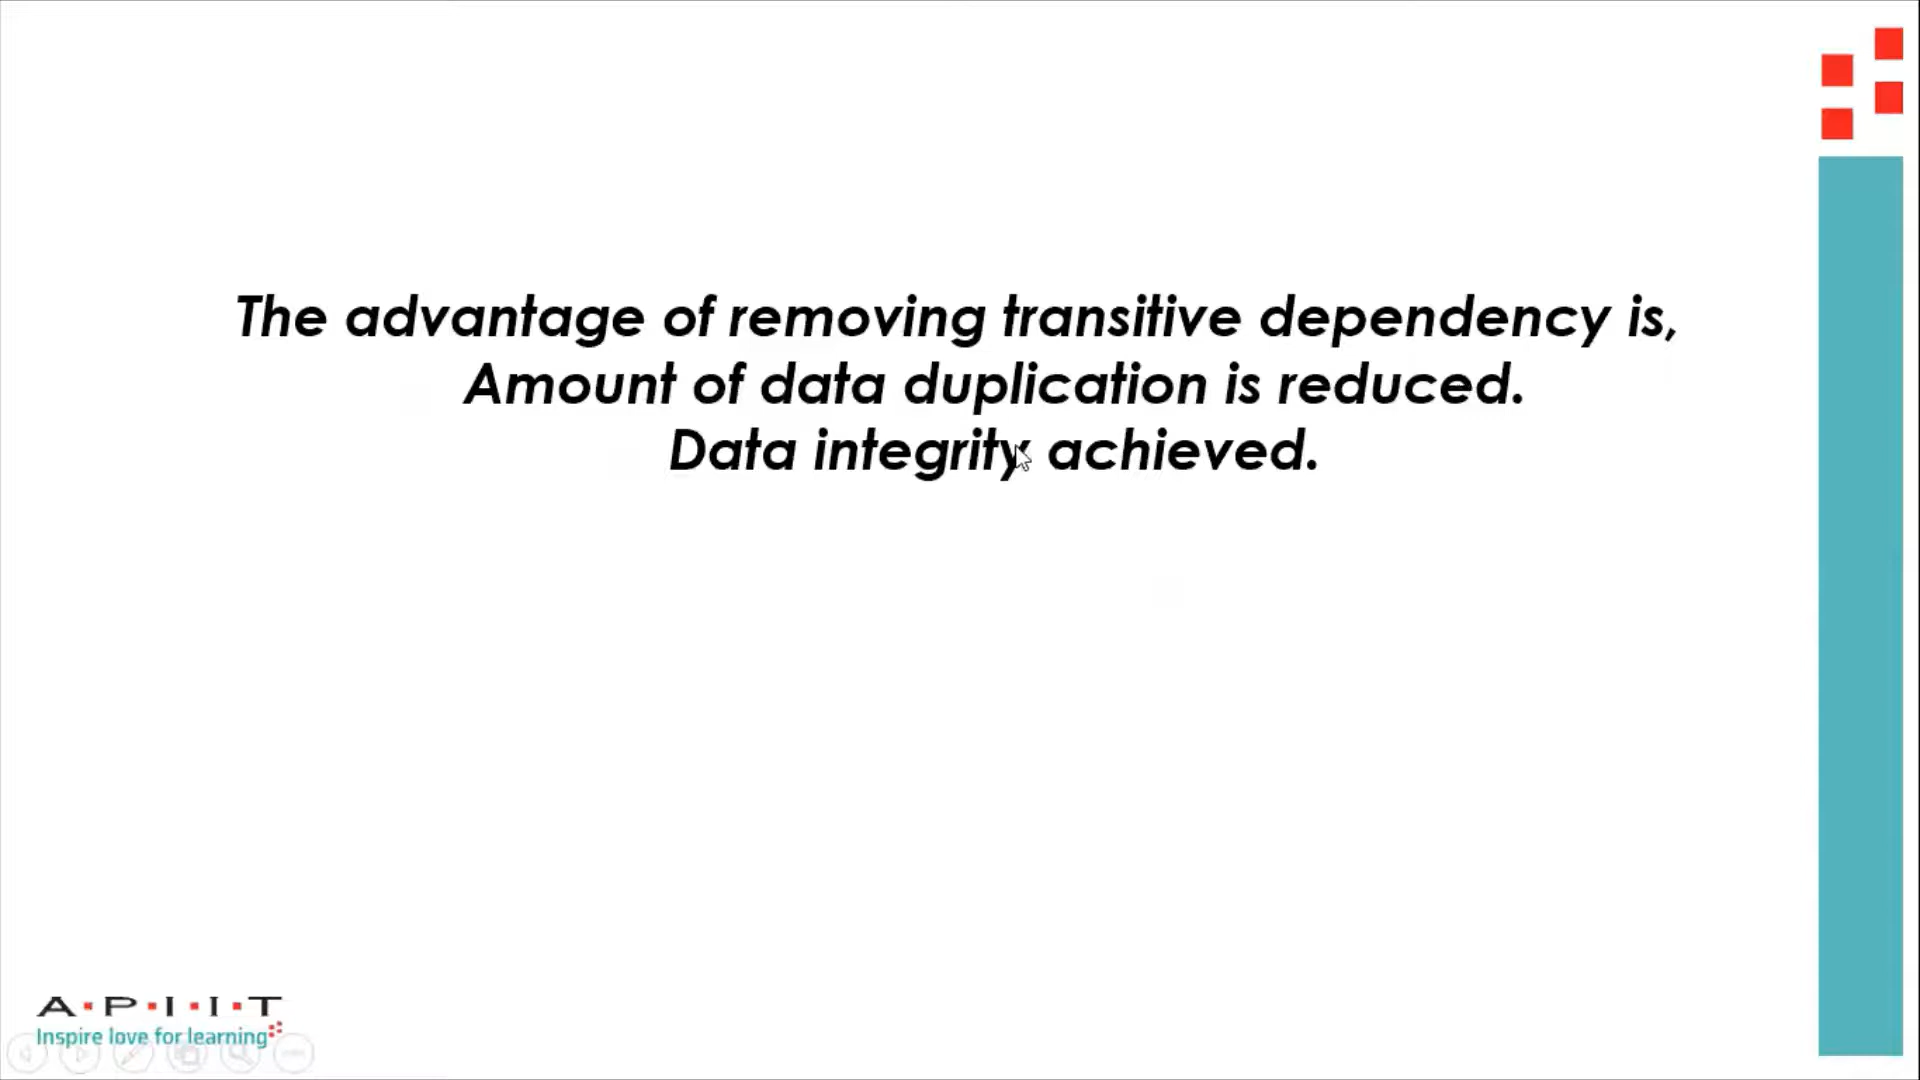 The advantage of removing transitive dependency is,
Amount of data duplication is reduced.
Data integrity achieved.
A·P·I·I·T
Inspire love for learning